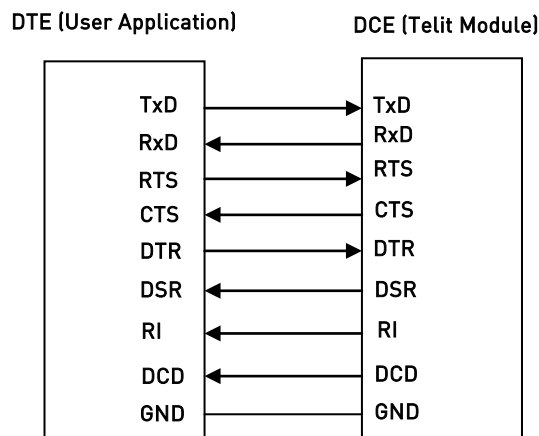 DTE (User Application)
DCE (Telit Module)
TxD
TxD
RxD
RxD
RTS
RTS
CTS
CTS
DTR
DTR
DSR
DSR
RI
RI
DCD
DCD
GND
GND